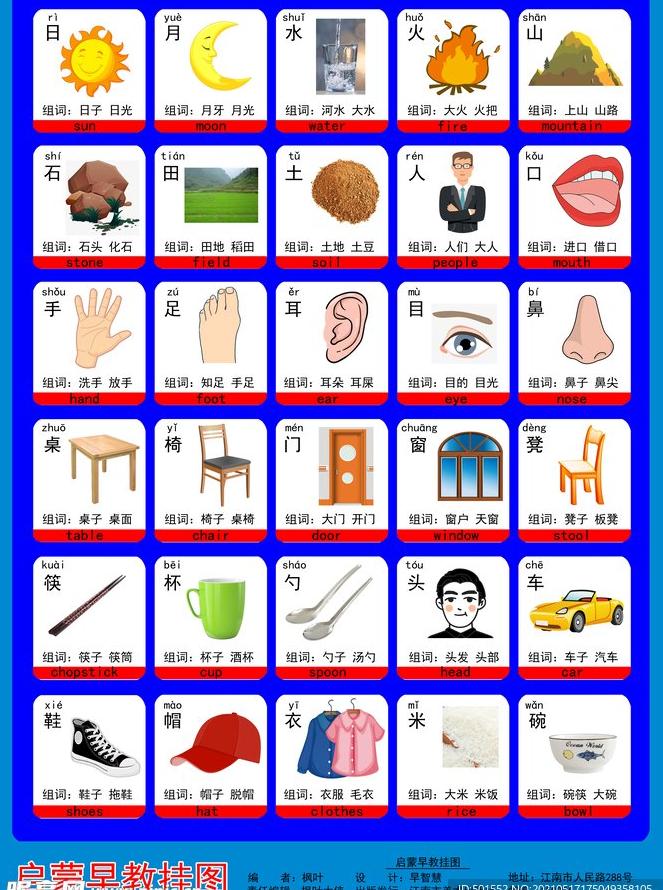 rì yuè shuǐ huǒ shān
日 月 水 火 山
组词：日子 日光 组词：月牙 月光 组词：河水 大水 组词：大火 火把 组词：上山 山路
sun moon water fire mountain
shí tián tǔ rén kǒu
石 田 土 人 口
组词：石头 化石 组词：田地 稻田 组词：土地 土豆 组词：人们 大人 组词：进口 借口
stone field soil people mouth
shǒu zú ěr mù bí
手 足 耳 目 鼻
组词：洗手 放手 组词：知足 手足 组词：耳朵 耳屎 组词：目的 目光 组词：鼻子 鼻尖
hand foot ear eye nose
zhuō yǐ mén chuāng dèng
桌 椅 门 窗 凳
组词：桌子 桌面 组词：椅子 桌椅 组词：大门 开门 组词：窗户 天窗 组词：凳子 板凳
table chair door window stool
kuài bēi sháo tóu chē
筷 杯 勺 头 车
组词：筷子 筷筒 组词：杯子 酒杯 组词：勺子 汤勺 组词：头发 头部 组词：车子 汽车
chopstick cup spoon head car
xié mào yī mǐ wǎn
鞋 帽 衣 米 碗
Ocean World
组词：鞋子 拖鞋 组词：帽子 脱帽 组词：衣服 毛衣 组词：大米 米饭 组词：碗筷 大碗
shoes hat clothes rice bowl
启蒙早教挂图
启蒙早教挂图
编 者：枫叶 设 计：早智慧 地址：江南市人民路288号
ID:501552 NO:20210517175049358105